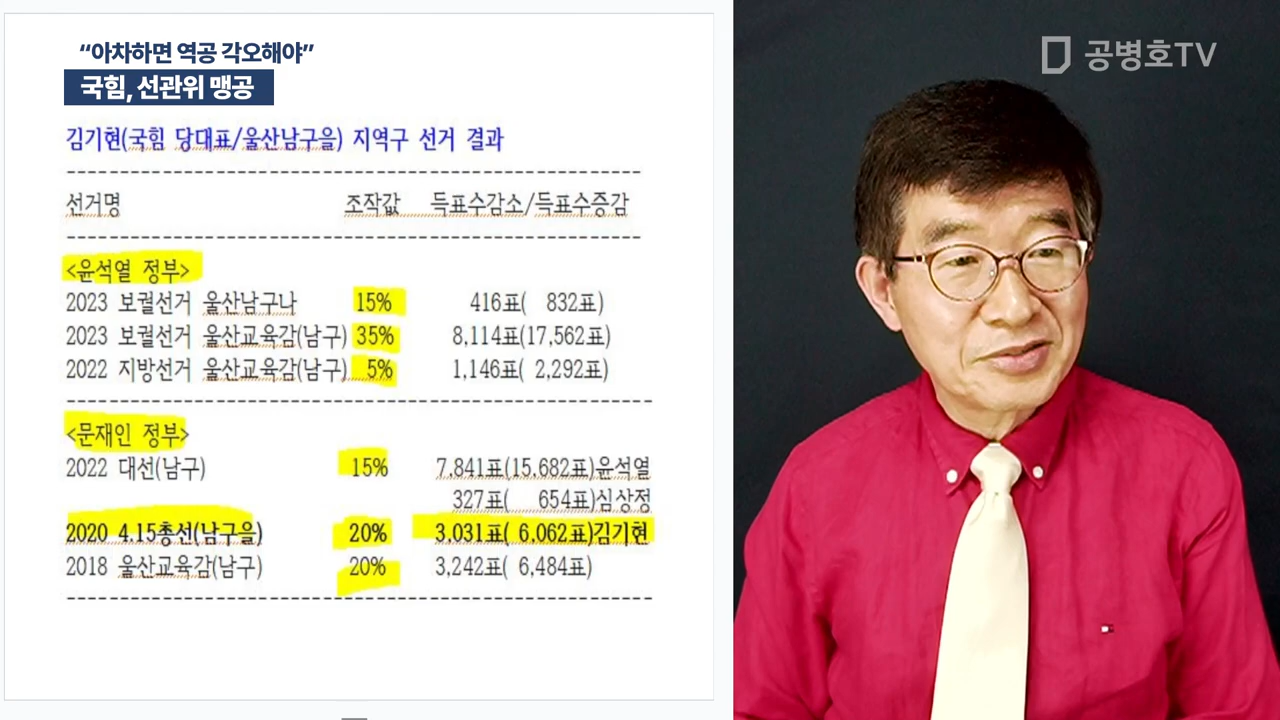 “아차하면 역공 각오해야”
국힘, 선관위 맹공
공병호TV
김기현(국힘 당대표/울산남구을) 지역구 선거 결과
선거명 조작값 득표수감소/득표수증감
<윤석열 정부>
2023 보궐선거 울산남구나 15% 416표( 832표)
2023 보궐선거 울산교육감(남구) 35% 8,114표(17,562표)
2022 지방선거 울산교육감(남구) 5% 1,146표( 2,292표)
<문재인 정부>
2022 대선(남구) 15% 7,841표(15,682표)윤석열
327표( 654표)심상정
2020 4.15총선(남구을) 20% 3,031표( 6,062표)김기현
2018 울산교육감(남구) 20% 3,242표( 6,484표)